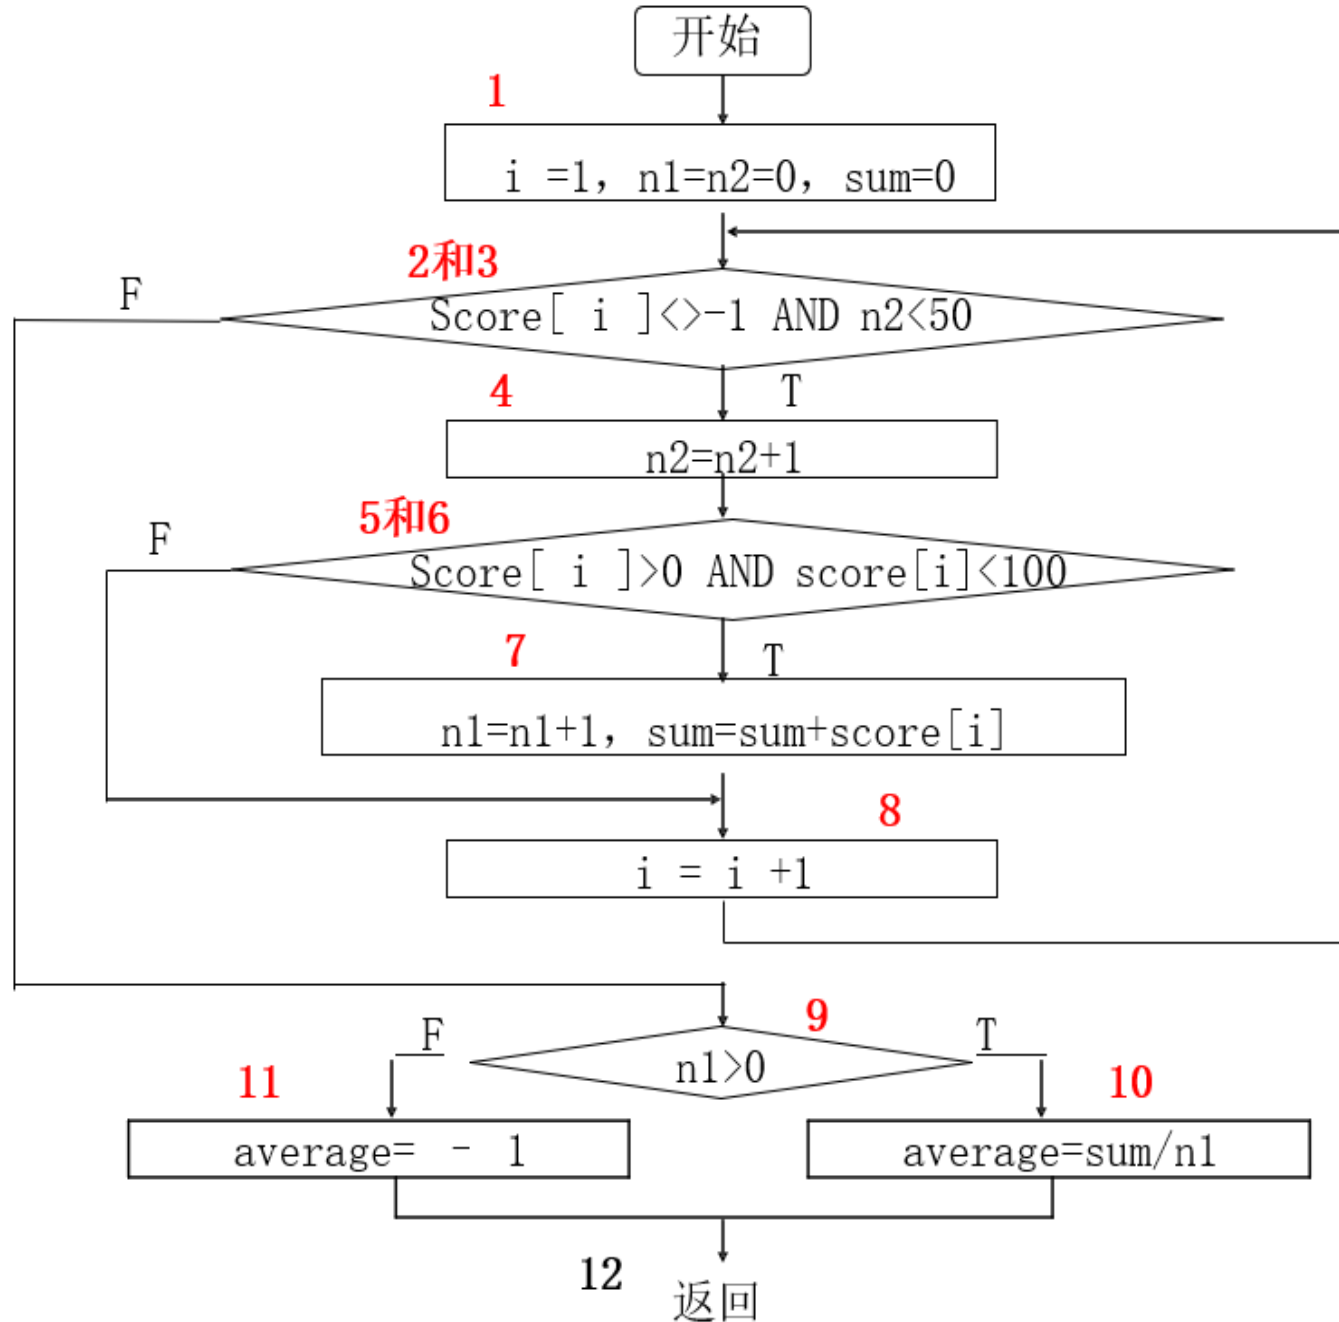 开始
1
i =1, n1=n2=0, sum=0
2和3
F
Score[ i ]<>-1 AND n2<50
4
T
n2=n2+1
5和6
F
Score[ i ]>0 AND score[i]<100
7
T
n1=n1+1, sum=sum+score[i]
8
i = i +1
9
F
T
n1>0
11
10
average= - 1
average=sum/n1
12
返回